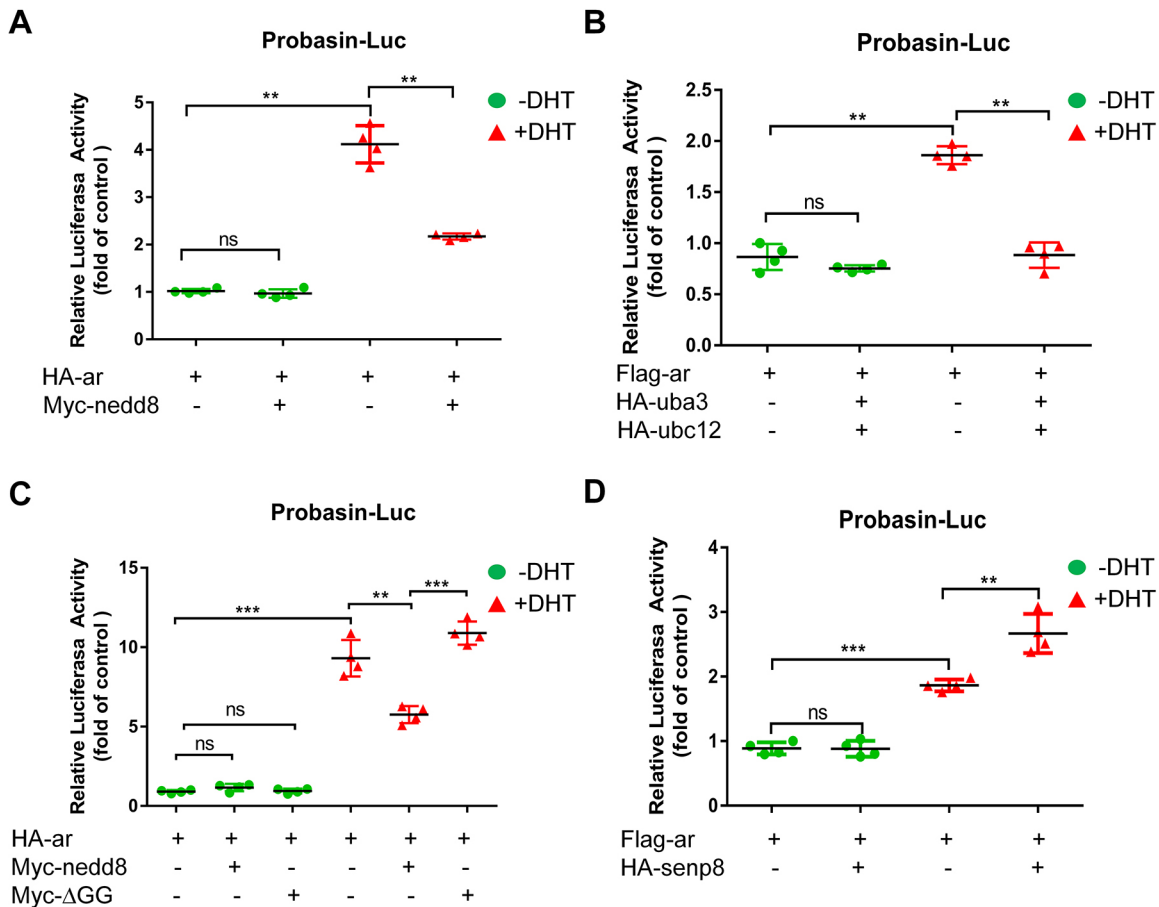 A
Probasin-Luc
Relative Luciferasa Activity
(fold of control )
5
4
3
2
1
0
**
**
ns
-DHT
+DHT
HA-ar + + + +
Myc-nedd8 - + - +
B
Probasin-Luc
Relative Luciferasa Activity
(fold of control )
2.5
2.0
1.5
1.0
0.5
0.0
**
**
ns
-DHT
+DHT
Flag-ar + + + +
HA-uba3 - + - +
HA-ubc12 - + - +
C
Probasin-Luc
Relative Luciferasa Activity
(fold of control )
15
10
5
0
***
**
***
ns
ns
-DHT
+DHT
HA-ar + + + + + +
Myc-nedd8 - + - - + -
Myc-ΔGG - - + - - +
D
Probasin-Luc
Relative Luciferasa Activity
(fold of control )
4
3
2
1
0
**
***
ns
-DHT
+DHT
Flag-ar + + + +
HA-senp8 - + - +